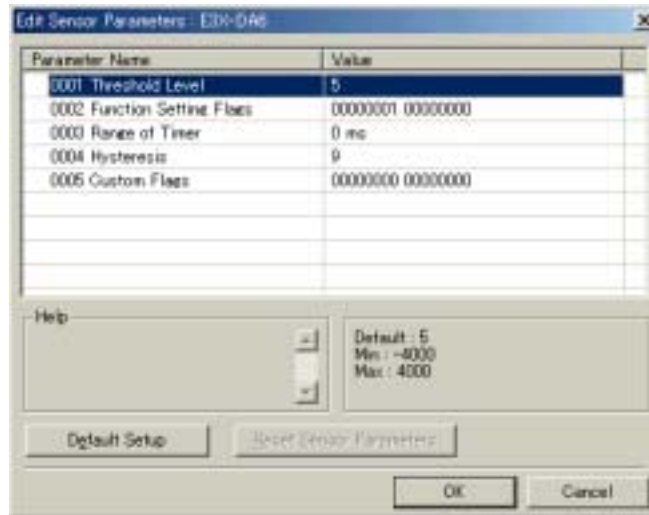 Edit Sensor Parameters : E3X-DA6
Parameter Name Value
0001 Threshold Level 5
0002 Function Setting Flags 00000001 00000000
0003 Range of Timer 0 ms
0004 Hysteresis 9
0005 Custom Flags 00000000 00000000
Help
Default : 5
Min : -4000
Max : 4000
Default Setup
Reset Sensor Parameters
OK
Cancel